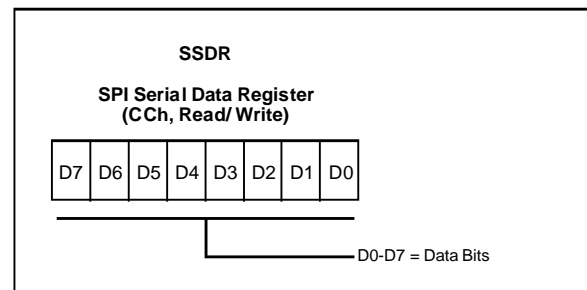 SSDR
SPI Serial Data Register
(CCh, Read/ Write)
D7 D6 D5 D4 D3 D2 D1 D0
D0-D7 = Data Bits